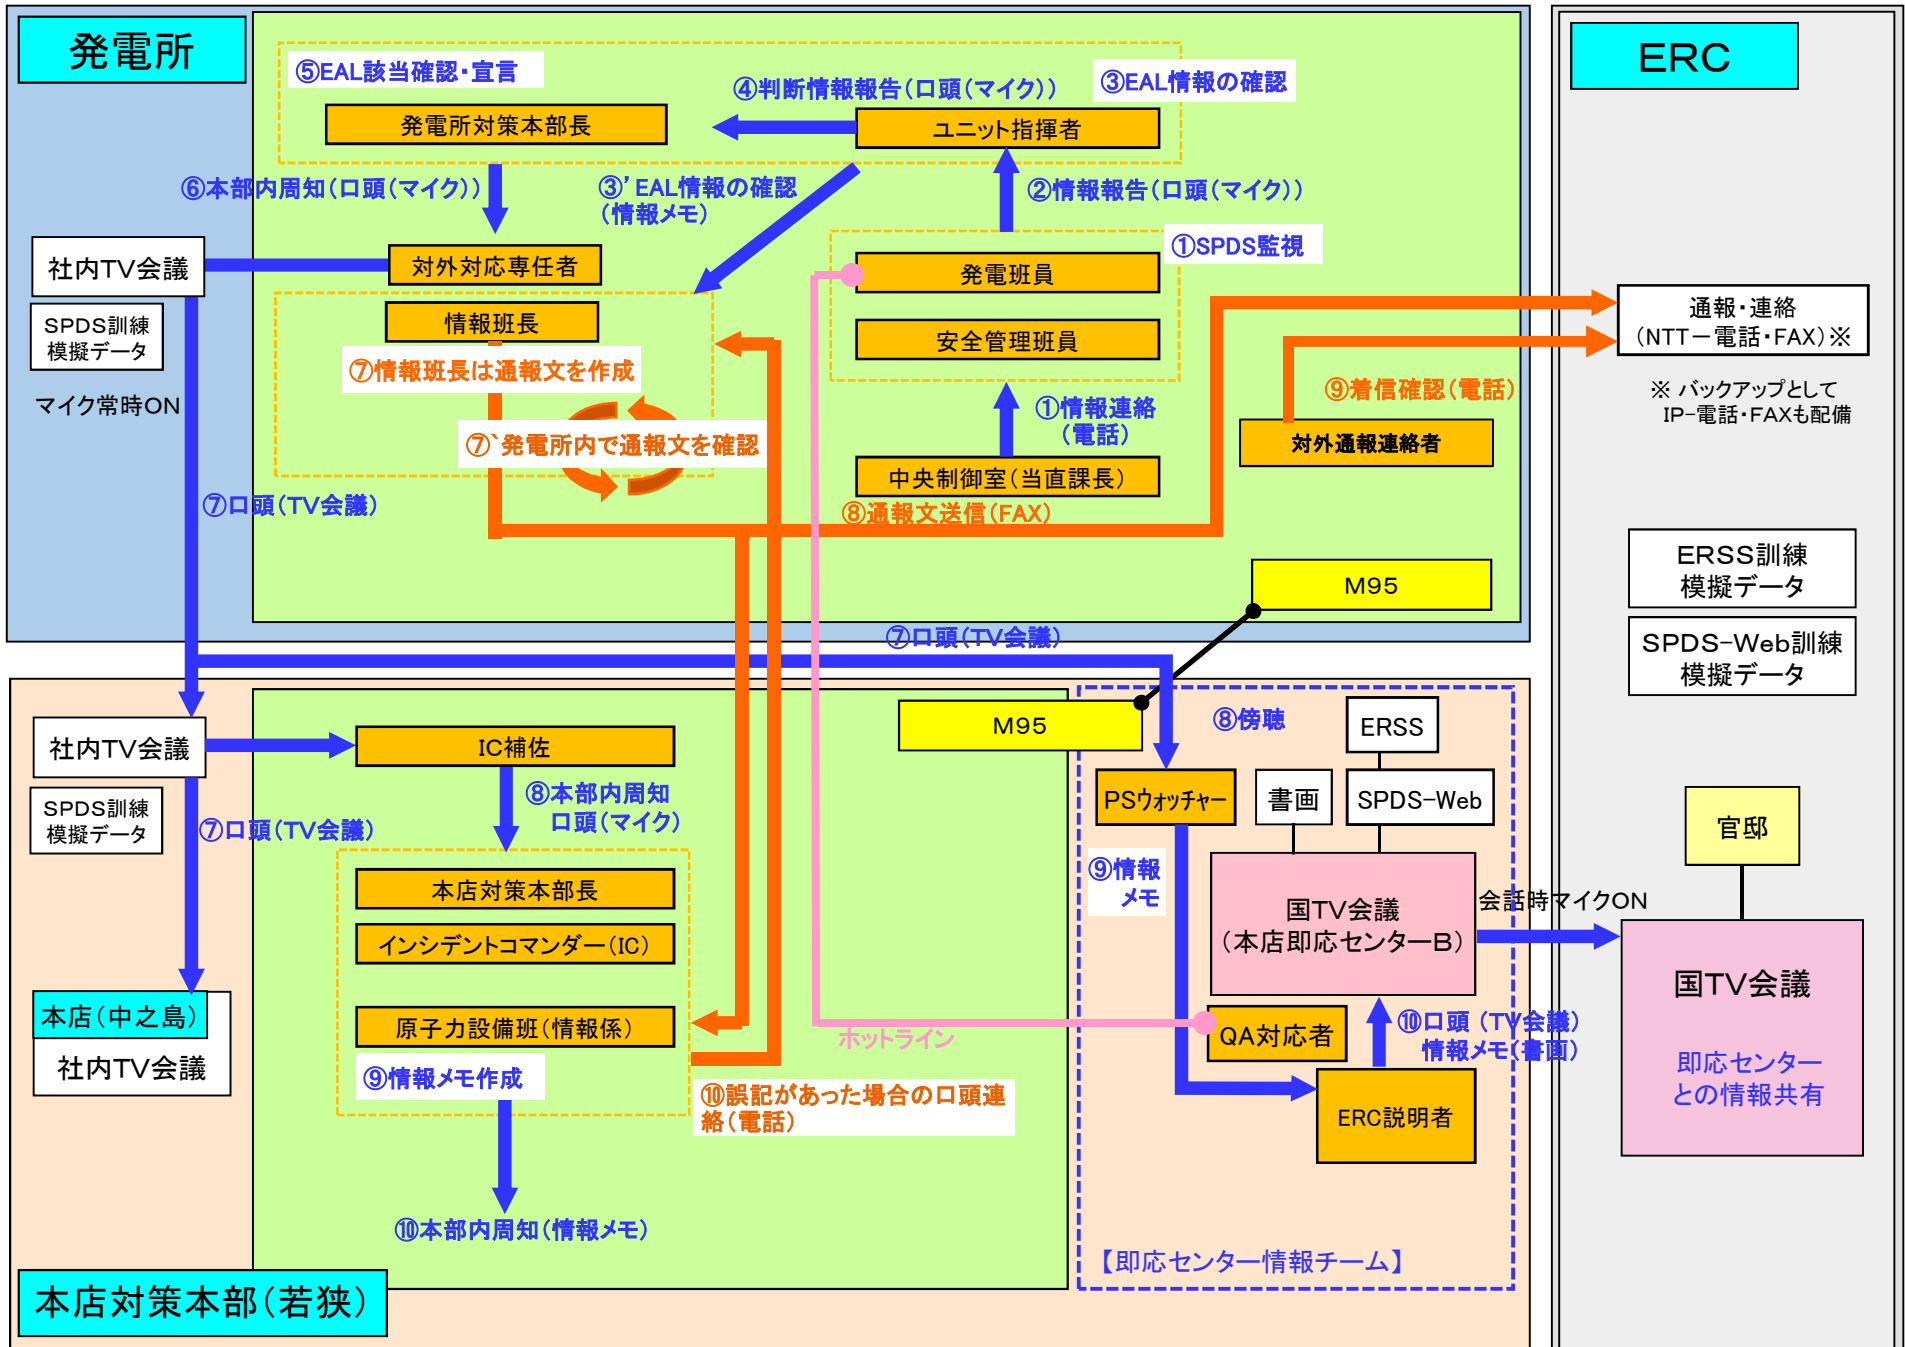 発電所
⑤EAL該当確認・宣言
④判断情報報告(口頭(マイク))
③EAL情報の確認
発電所対策本部長
ユニット指揮者
⑥本部内周知(口頭(マイク))
③’EAL情報の確認
(情報メモ)
②情報報告(口頭(マイク))
社内TV会議
対外対応専任者
①SPDS監視
発電班員
SPDS訓練
模擬データ
情報班長
安全管理班員
マイク常時ON
⑦情報班長は通報文を作成
①情報連絡
(電話)
⑨着信確認(電話)
⑦`発電所内で通報文を確認
対外通報連絡者
中央制御室(当直課長)
⑦口頭(TV会議)
⑧通報文送信(FAX)
M95
⑦口頭(TV会議)
ERC
通報・連絡
(NTT-電話・FAX)※
※ バックアップとして
IP-電話・FAXも配備
ERSS訓練
模擬データ
SPDS-Web訓練
模擬データ
官邸
国TV会議
即応センター
との情報共有
社内TV会議
IC補佐
M95
⑧傍聴
ERSS
SPDS訓練
模擬データ
⑦口頭(TV会議)
⑧本部内周知
口頭(マイク)
PSウォッチャー
書画
SPDS-Web
本店対策本部長
⑨情報
メモ
国TV会議
(本店即応センターB)
会話時マイクON
インシデントコマンダー(IC)
本店(中之島)
社内TV会議
原子力設備班(情報係)
ホットライン
QA対応者
⑩口頭 (TV会議)
情報メモ(書画)
⑨情報メモ作成
⑩誤記があった場合の口頭連
絡(電話)
ERC説明者
⑩本部内周知(情報メモ)
【即応センター情報チーム】
本店対策本部(若狭)